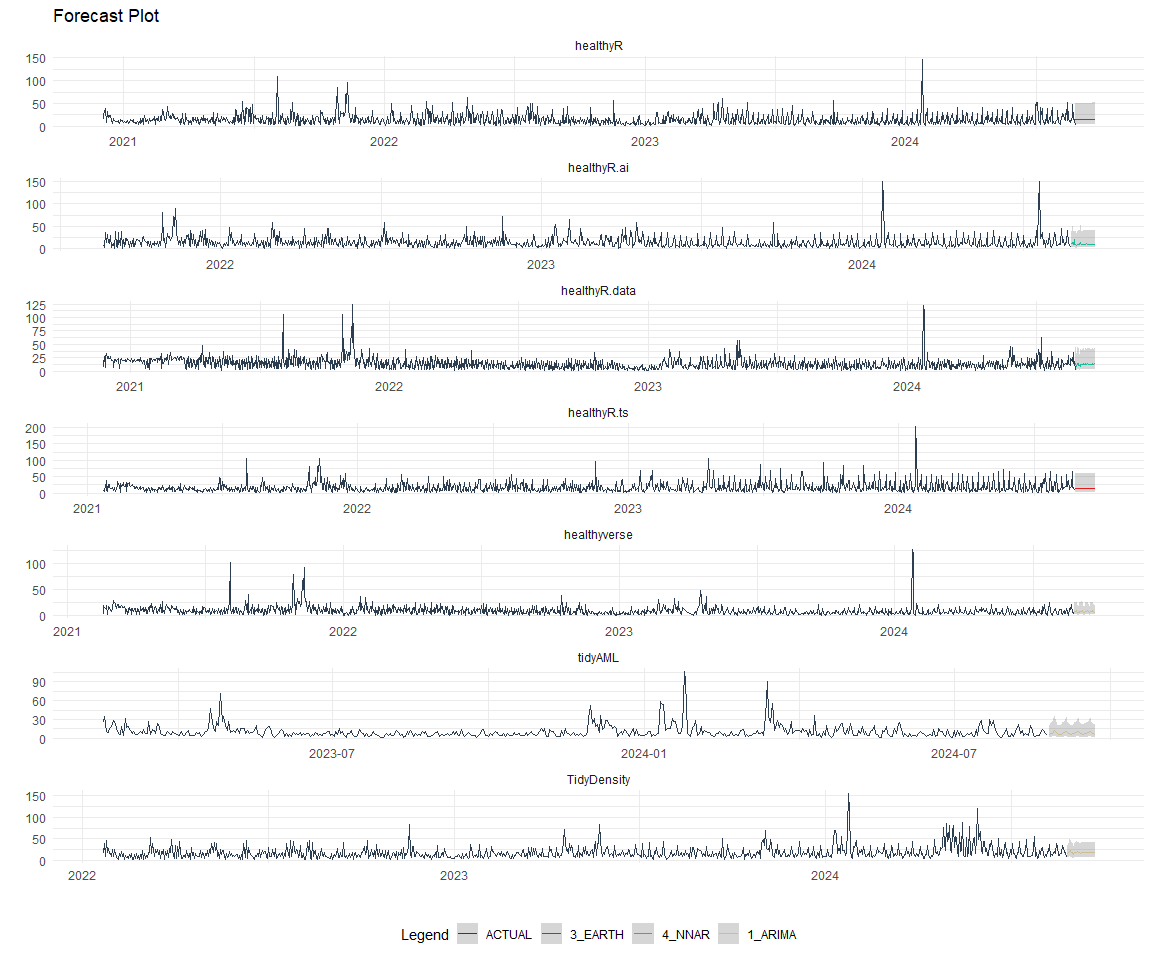 Forecast Plot
healthyR
150
100
50
0
2021 2022 2023 2024
healthyR.ai
150
100
50
0
2022 2023 2024
healthyR.data
125
100
75
50
25
0
2021 2022 2023 2024
healthyR.ts
200
150
100
50
0
2021 2022 2023 2024
healthyverse
100
50
0
2021 2022 2023 2024
tidyAML
90
60
30
0
2023-07 2024-01 2024-07
TidyDensity
150
100
50
0
2022 2023 2024
Legend ACTUAL 3_EARTH 4_NNAR 1_ARIMA